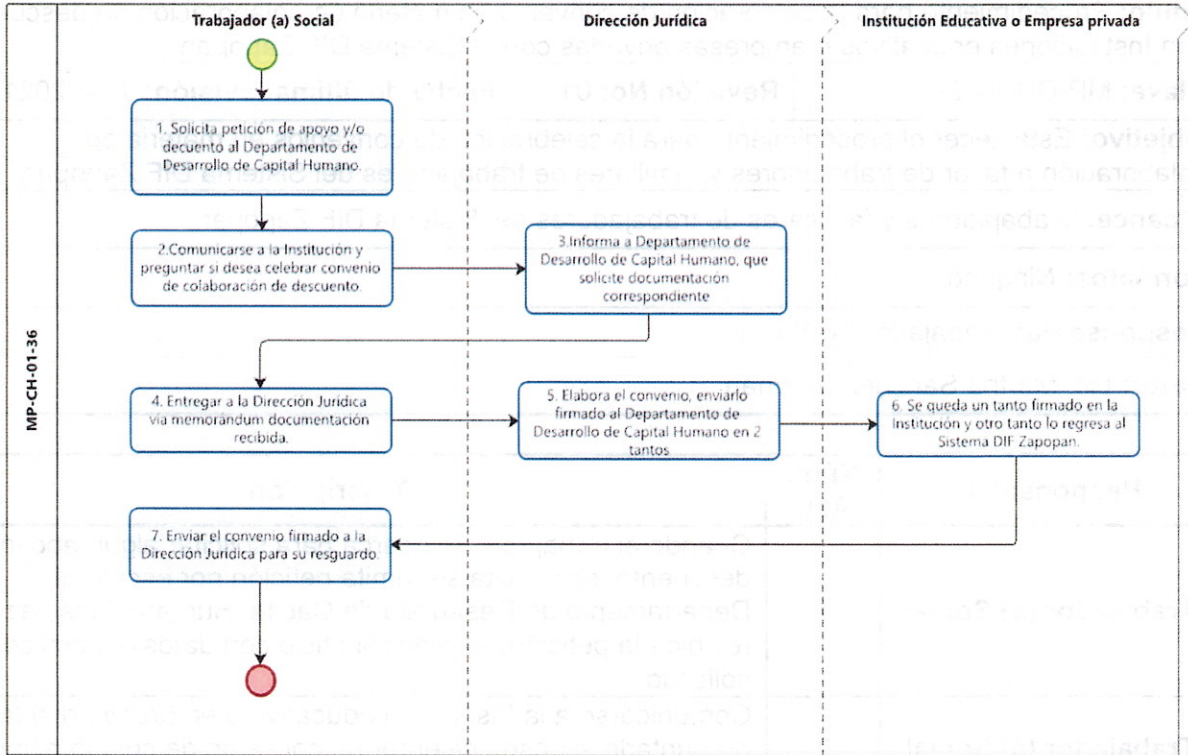 Trabajador (a) Social
Dirección Jurídica
Institución Educativa o Empresa privada
MP-CH-01-36
1. Solicita petición de apoyo y/o
decuento al Departamento de
Desarrollo de Capital Humano.
2.Comunicarse a la Institución y
preguntar si desea celebrar convenio
de colaboración de descuento.
3.Informa a Departamento de
Desarrollo de Capital Humano, que
solicite documentación
correspondiente
4. Entregar a la Dirección Jurídica
vía memorándum documentación
recibida.
5. Elabora el convenio, enviarlo
firmado al Departamento de
Desarrollo de Capital Humano en 2
tantos
6. Se queda un tanto firmado en la
Institución y otro tanto lo regresa al
Sistema DIF Zapopan.
7. Enviar el convenio firmado a la
Dirección Jurídica para su resguardo.